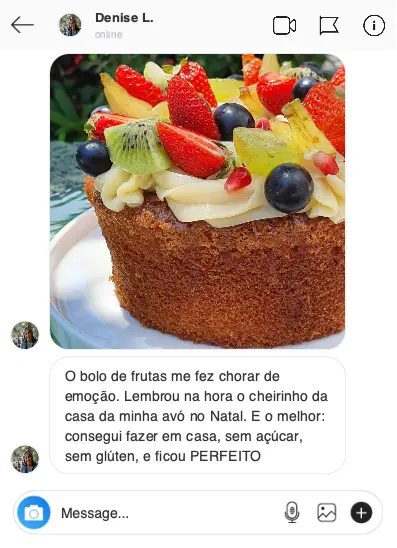 Denise L.
online
O bolo de frutas me fez chorar de
emoção. Lembrou na hora o cheirinho da
casa da minha avó no Natal. E o melhor:
consegui fazer em casa, sem açúcar,
sem glúten, e ficou PERFEITO
Message...